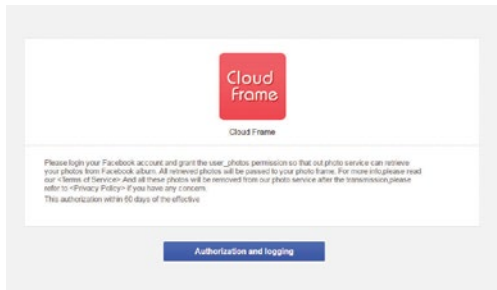 Cloud
Frame
Cloud Frame
Please login your Facebook account and grant the user_photos permission so that out photo service can retrieve
your photos from Facebook album. All retrieved photos will be passed to your photo frame. For more info,please read
our <Terms of Service>.And all these photos will be removed from our photo service after the transmission,please
refer to <Privacy Policy> if you have any concern.
This authorization within 60 days of the effective
Authorization and logging